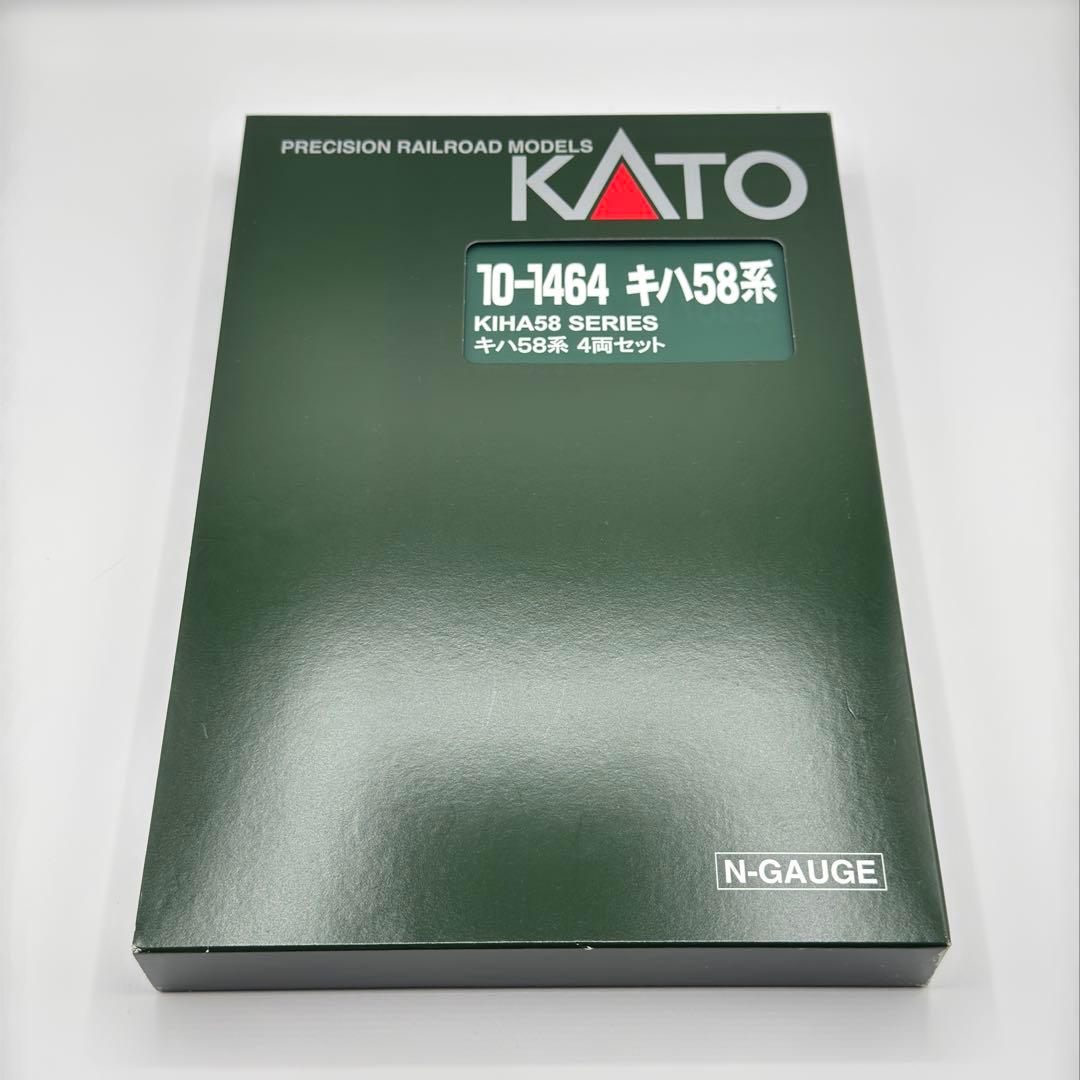 PRECISION RAILROAD MODELS
KATO
10-1464 キハ58系
KIHA58 SERIES
キハ58系 4両セット
N-GAUGE